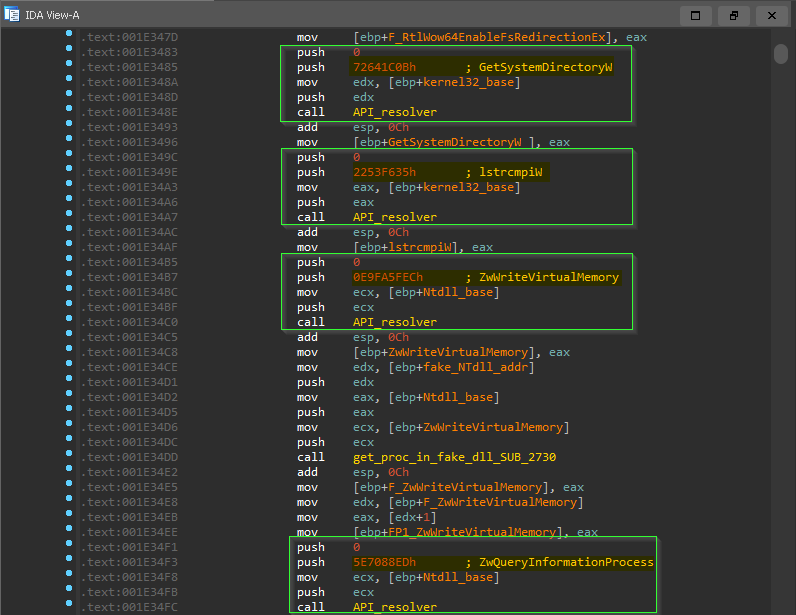 IDA View-A
.text:001E347D mov [ebp+F_RtlWow64EnableFsRedirectionEx], eax
.text:001E3483 push 0
.text:001E3485 push 72641C0Bh ; GetSystemDirectoryW
.text:001E348A mov edx, [ebp+kernel32_base]
.text:001E348D push edx
.text:001E348E call API_resolver
.text:001E3493 add esp, 0Ch
.text:001E3496 mov [ebp+GetSystemDirectoryW_], eax
.text:001E349C push 0
.text:001E349E push 2253F635h ; lstrcmpiW
.text:001E34A3 mov eax, [ebp+kernel32_base]
.text:001E34A6 push eax
.text:001E34A7 call API_resolver
.text:001E34AC add esp, 0Ch
.text:001E34AF mov [ebp+lstrcmpiW], eax
.text:001E34B5 push 0
.text:001E34B7 push 0E9FA5FECh ; ZwWriteVirtualMemory
.text:001E34BC mov ecx, [ebp+Ntdll_base]
.text:001E34BF push ecx
.text:001E34C0 call API_resolver
.text:001E34C5 add esp, 0Ch
.text:001E34C8 mov [ebp+ZwWriteVirtualMemory], eax
.text:001E34CE mov edx, [ebp+fake_NTdll_addr]
.text:001E34D1 push edx
.text:001E34D2 mov eax, [ebp+Ntdll_base]
.text:001E34D5 push eax
.text:001E34D6 mov ecx, [ebp+ZwWriteVirtualMemory]
.text:001E34DC push ecx
.text:001E34DD call get_proc_in_fake_dll_SUB_2730
.text:001E34E2 add esp, 0Ch
.text:001E34E5 mov [ebp+F_ZwWriteVirtualMemory], eax
.text:001E34E8 mov edx, [ebp+F_ZwWriteVirtualMemory]
.text:001E34EB mov eax, [edx+1]
.text:001E34EE mov [ebp+FP1_ZwWriteVirtualMemory], eax
.text:001E34F1 push 0
.text:001E34F3 push 5E7088EDh ; ZwQueryInformationProcess
.text:001E34F8 mov ecx, [ebp+Ntdll_base]
.text:001E34FB push ecx
.text:001E34FC call API_resolver